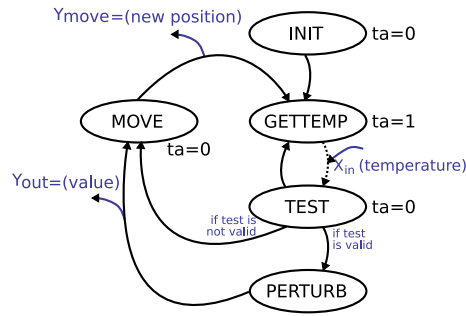 Ymove=(new position)
INIT
ta=0
MOVE
GETTEMP
ta=1
ta=0
Xin (temperature)
Yout=(value)
TEST
ta=0
if test is
not valid
if test
is valid
PERTURB